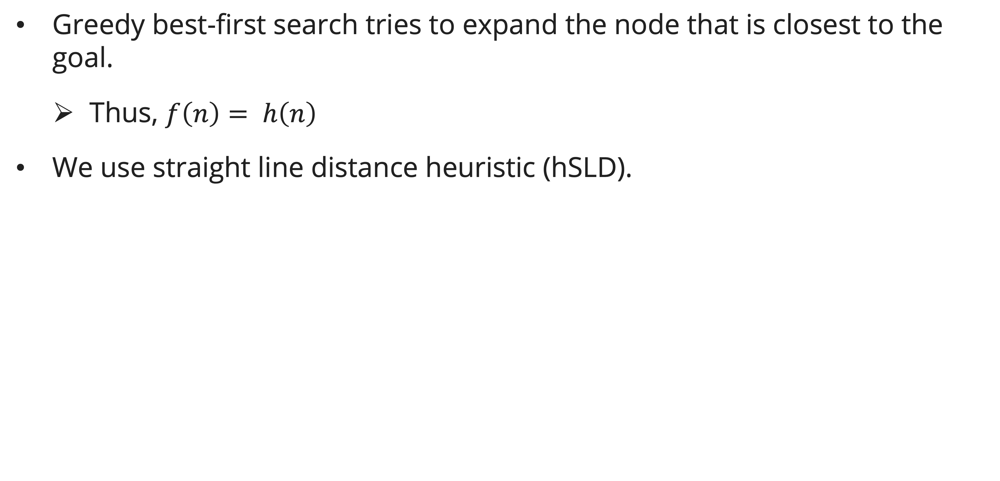 • Greedy best-first search tries to expand the node that is closest to the
goal.
➢ Thus, f(n) = h(n)
• We use straight line distance heuristic (hSLD).